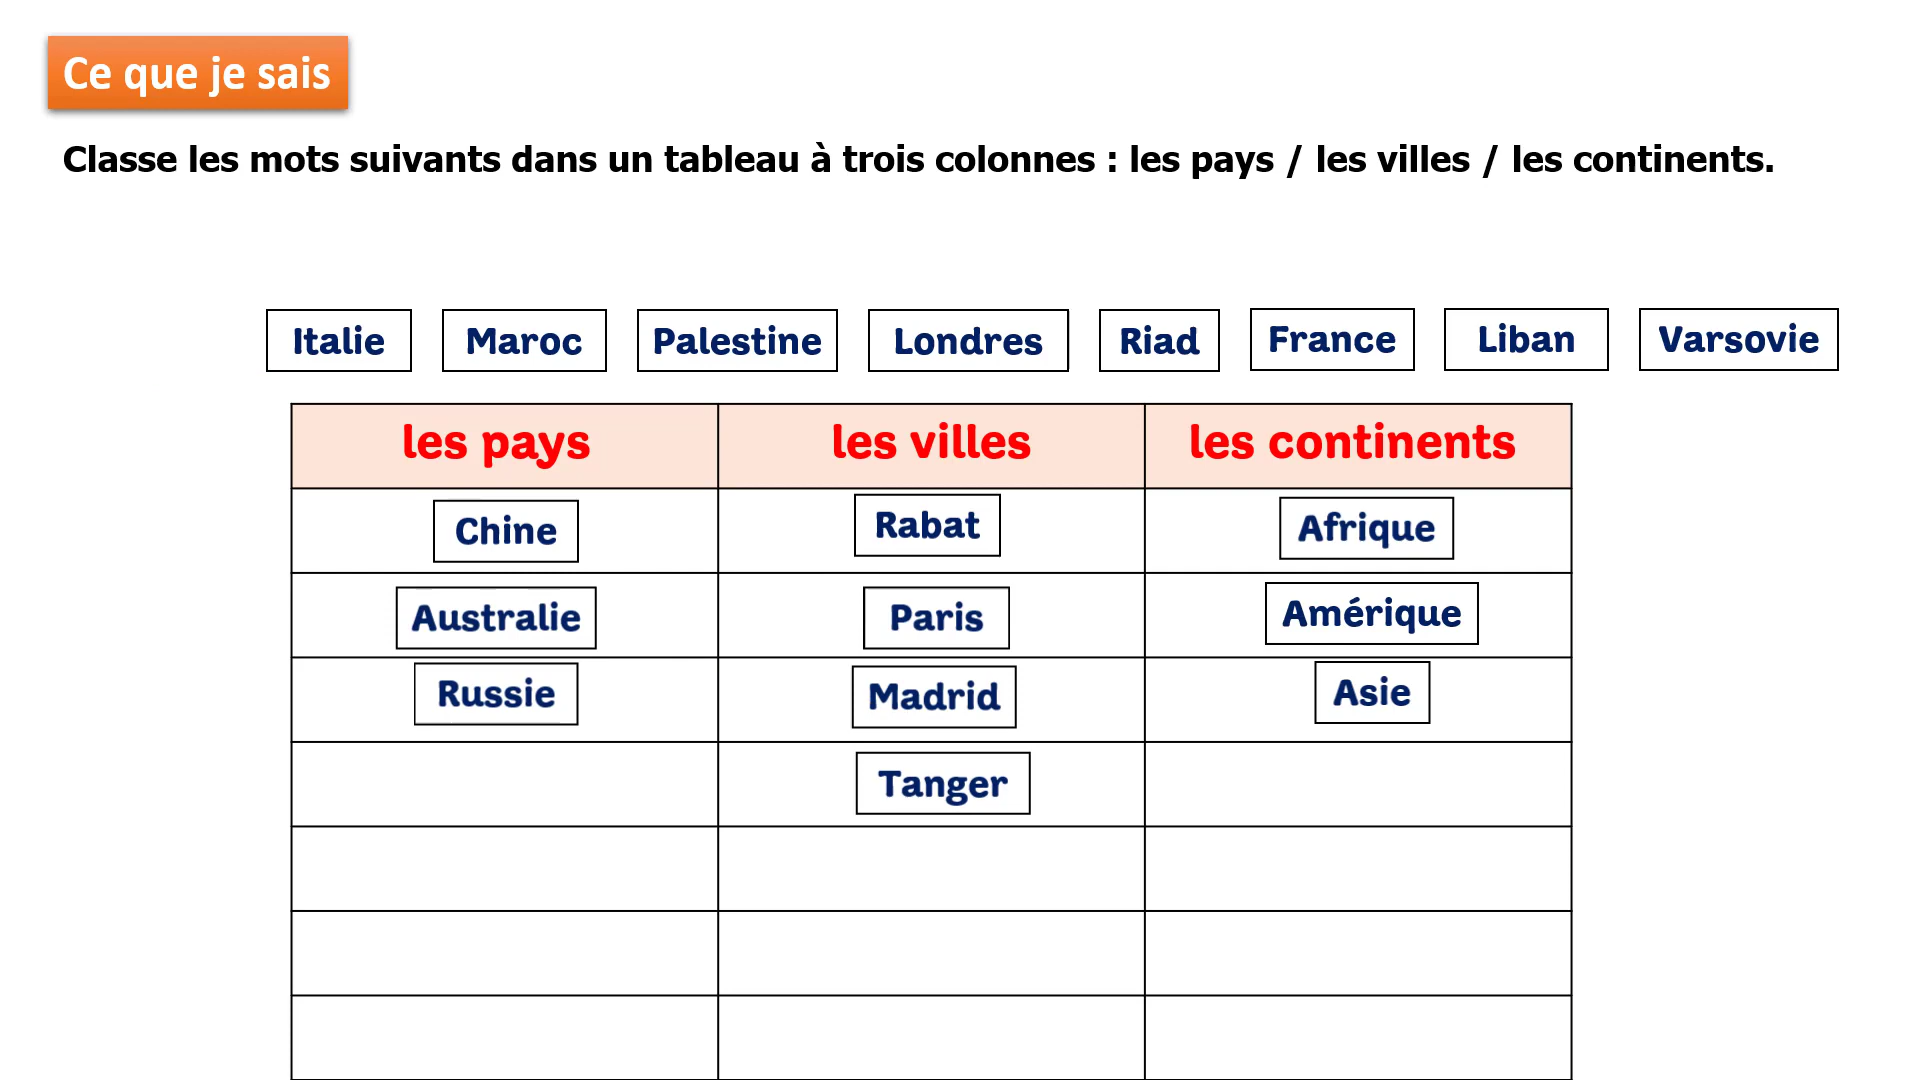 Ce que je sais
Classe les mots suivants dans un tableau à trois colonnes : les pays / les villes / les continents.
Italie Maroc Palestine Londres Riad France Liban Varsovie
les pays les villes les continents
Chine Rabat Afrique
Australie Paris Amérique
Russie Madrid Asie
Tanger